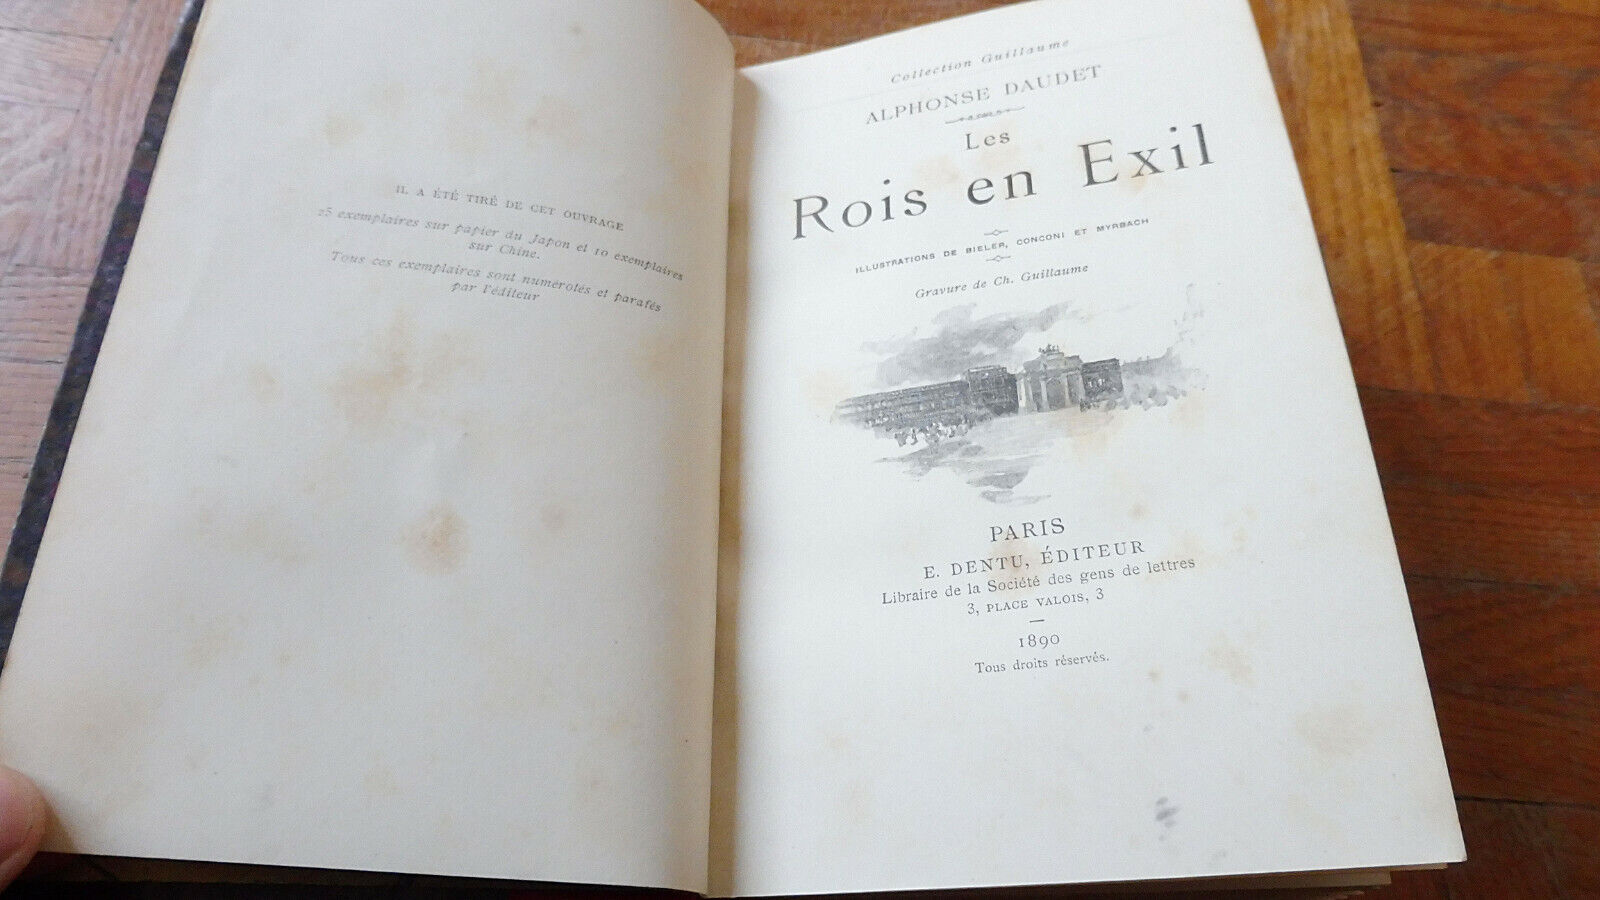 IL A ÉTÉ TIRÉ DE CET OUVRAGE
25 exemplaires sur papier du Japon et 10 exemplaires
sur Chine.
Tous ces exemplaires sont numérotés et parafés
par l'éditeur
Collection Guillaume
ALPHONSE DAUDET
Les
Rois en Exil
ILLUSTRATIONS DE BIELER, CONCONI ET MYRBACH
Gravure de Ch. Guillaume
PARIS
E. DENTU, ÉDITEUR
Libraire de la Société des gens de lettres
3, PLACE VALOIS, 3
1890
Tous droits réservés.